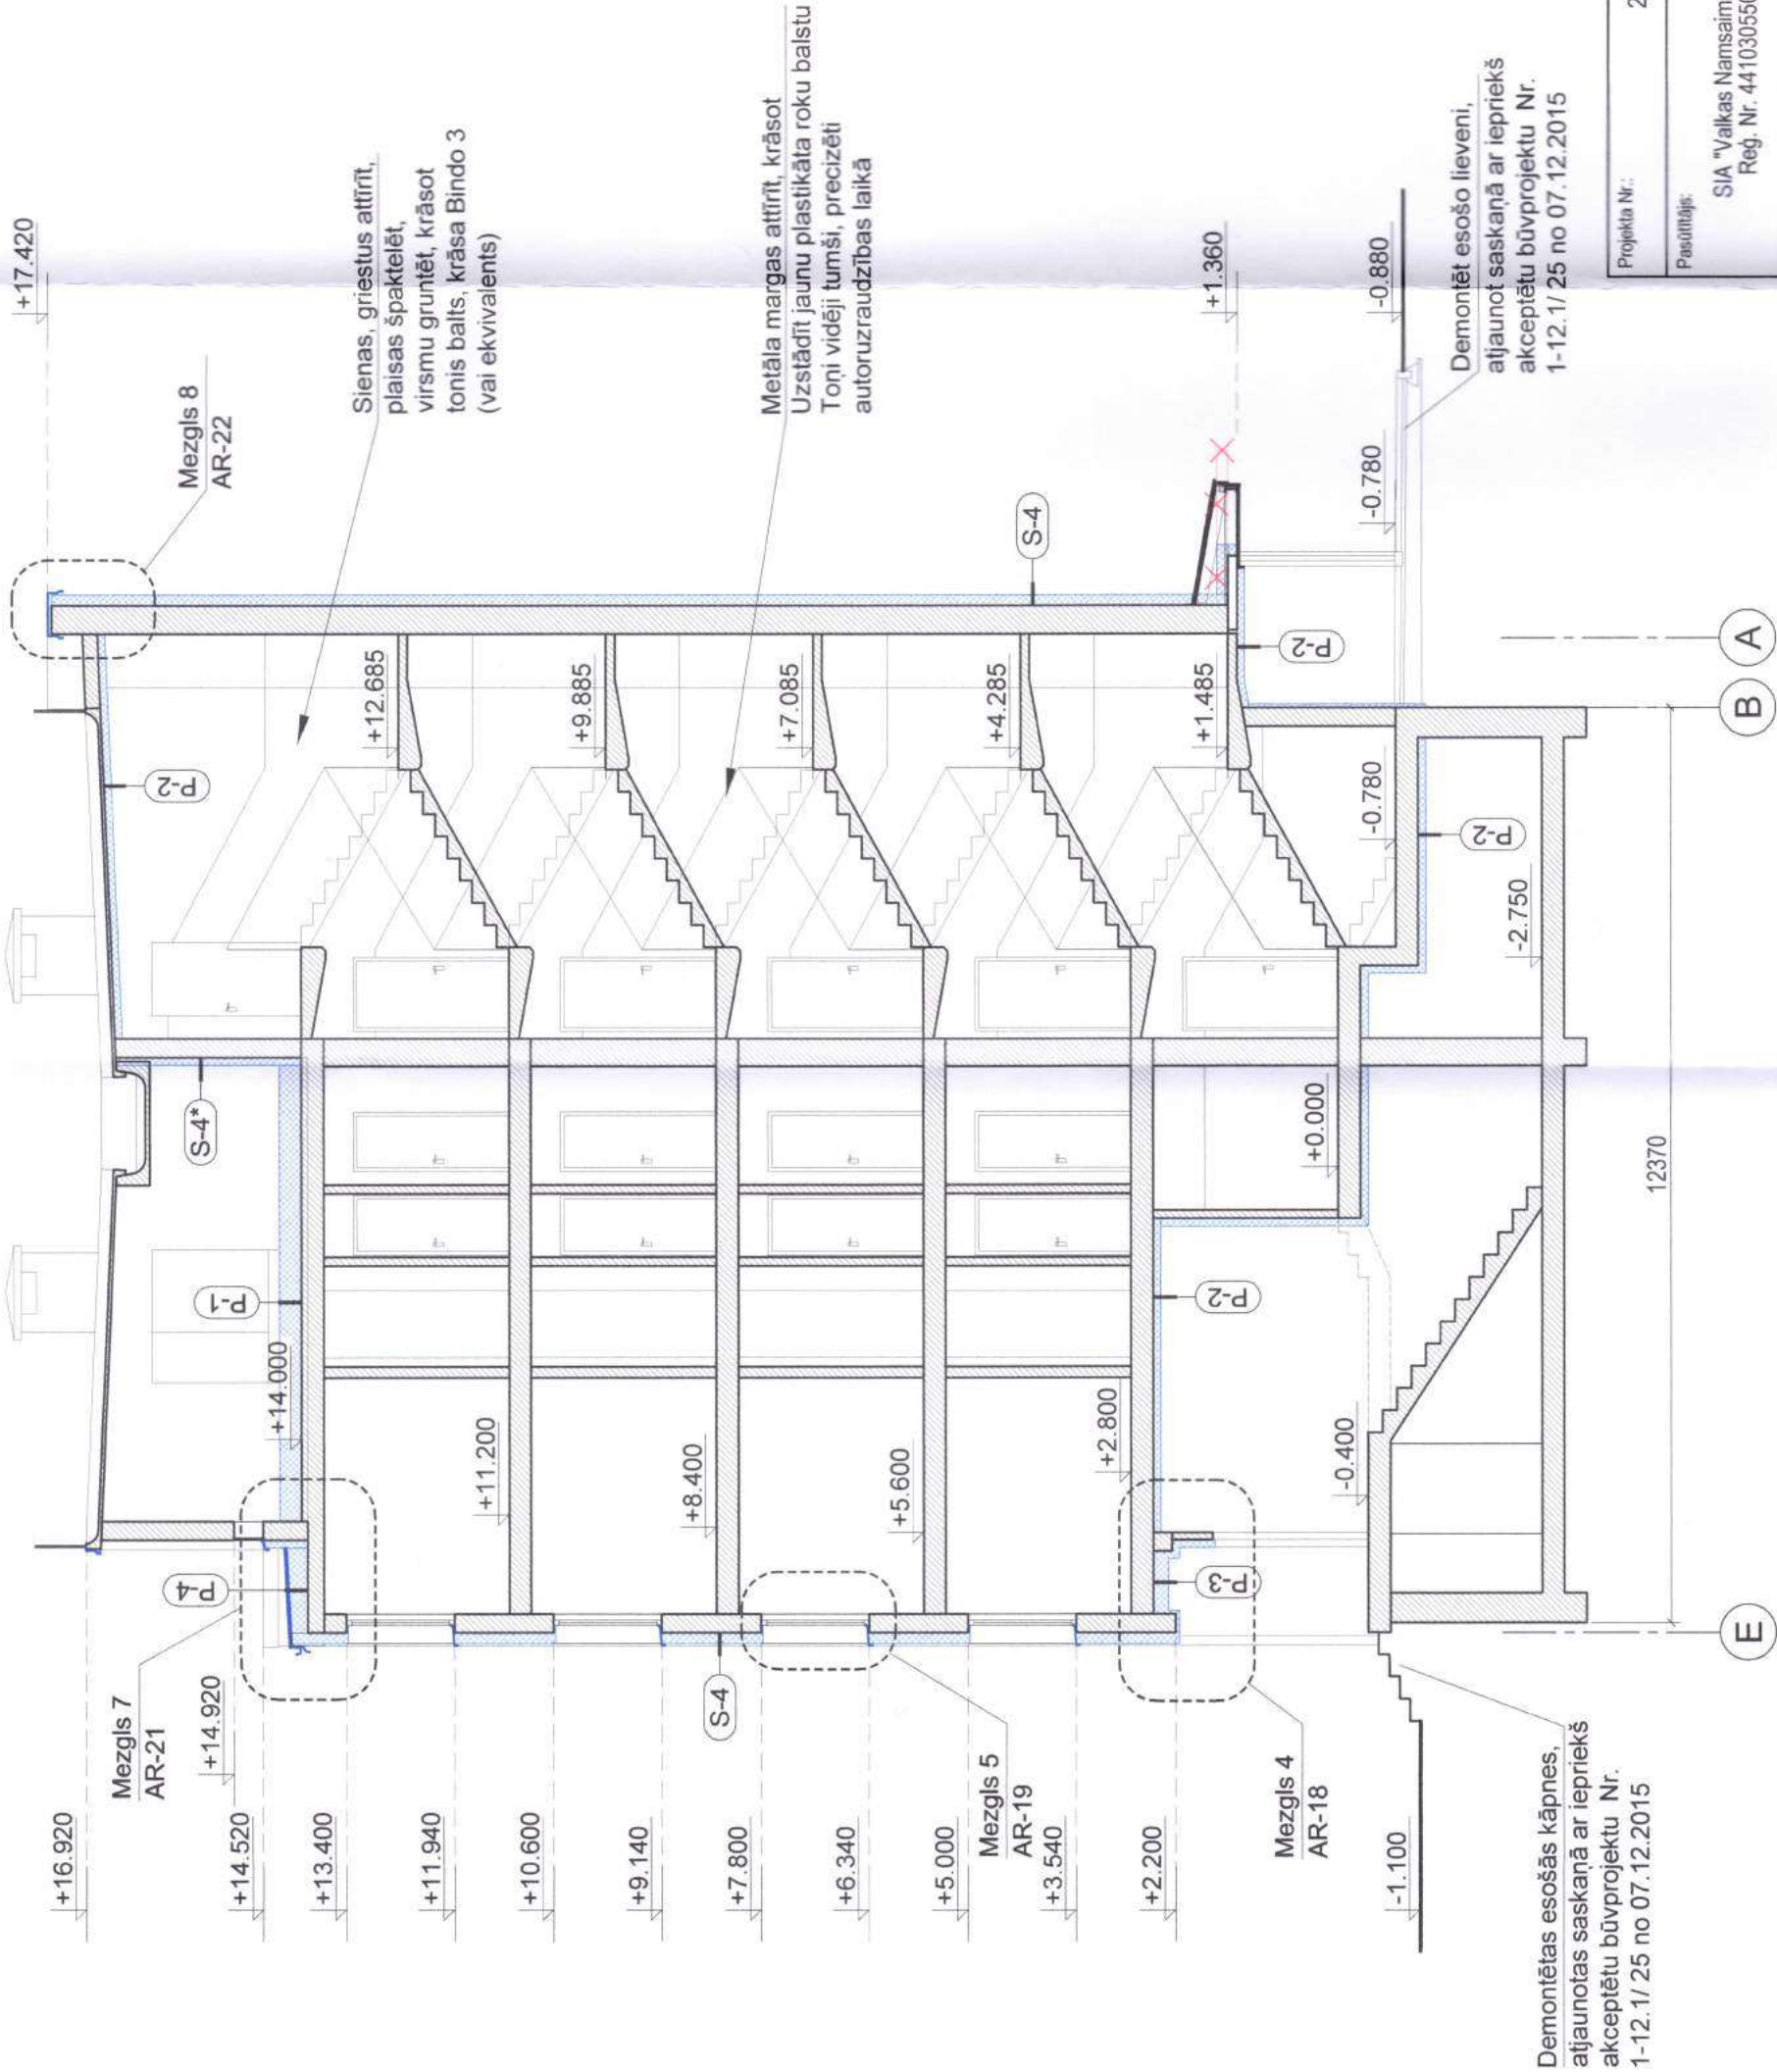 +17.420
Mezgls 8
AR-22
Sienas, griestus attīrīt,
plaisas špaktelēt,
virsmu gruntēt, krāsot
tonis balts, krāsa Bindo 3
(vai ekvivalents)
Metāla margas attīrīt, krāsot
Uzstādīt jaunu plastikāta roku balstu
Toņi vidēji tumši, precizēti
autoruzraudzības laikā
+1.360
-0.880
Demontēt esošo lieveni,
atjaunot saskaņā ar iepriekš
akceptētu būvprojektu Nr.
1-12.1/ 25 no 07.12.2015
-0.780
S-4
P-2
+12.685
+9.885
+7.085
+4.285
+1.485
-0.780
P-2
P-2
-2.750
S-4*
P-1
+14.000
+11.200
+8.400
+5.600
+2.800
+0.000
P-2
-0.400
P-4
P-3
S-4
+16.920
Mezgls 7
AR-21
+14.920
+14.520
+13.400
+11.940
+10.600
+9.140
+7.800
+6.340
+5.000
+3.540
+2.200
Mezgls 5
AR-19
Mezgls 4
AR-18
-1.100
Demontētas esošās kāpnes,
atjaunotas saskaņā ar iepriekš
akceptētu būvprojektu Nr.
1-12.1/ 25 no 07.12.2015
12370
E
B
A
Projekta Nr.:
2
Pasūtītājs:
SIA "Valkas Namsaim
Reģ. Nr.